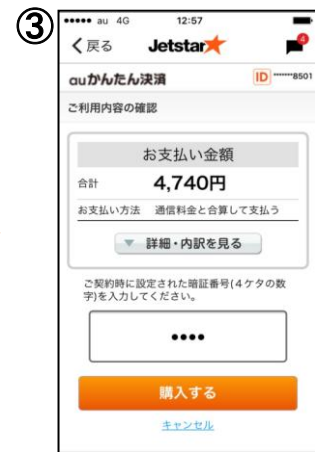 ③
au 4G 12:57
戻る Jetstar 4
auかんたん決済 ID ******8501
ご利用内容の確認
お支払い金額
合計 4,740円
お支払い方法 通信料金と合算して支払う
▼ 詳細・内訳を見る
ご契約時に設定された暗証番号(4ケタの数
字)を入力してください。
••••
購入する
キャンセル